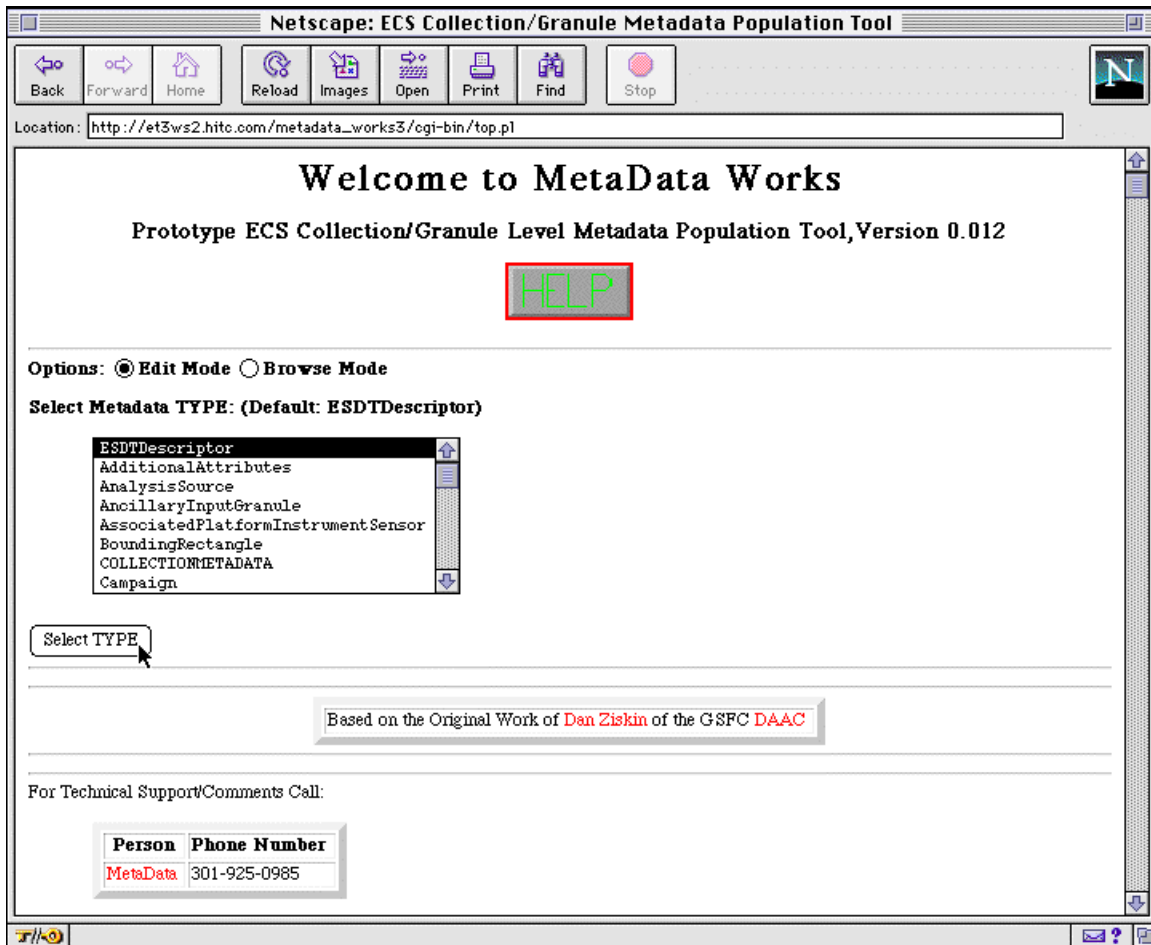 Netscape: ECS Collection/Granule Metadata Population Tool
Back Forward Home Reload Images Open Print Find Stop
N
Location: http://et3ws2.hitc.com/metadata_works3/cgi-bin/top.pl
Welcome to MetaData Works
Prototype ECS Collection/Granule Level Metadata Population Tool,Version 0.012
HELP
Options: Edit Mode Browse Mode
Select Metadata TYPE: (Default: ESDTDescriptor)
ESDTDescriptor
AdditionalAttributes
AnalysisSource
AncillaryInputGranule
AssociatedPlatformInstrumentSensor
BoundingRectangle
COLLECTIONMETADATA
Campaign
Select TYPE
Based on the Original Work of Dan Ziskin of the GSFC DAAC
For Technical Support/Comments Call:
Person Phone Number
MetaData 301-925-0985
?